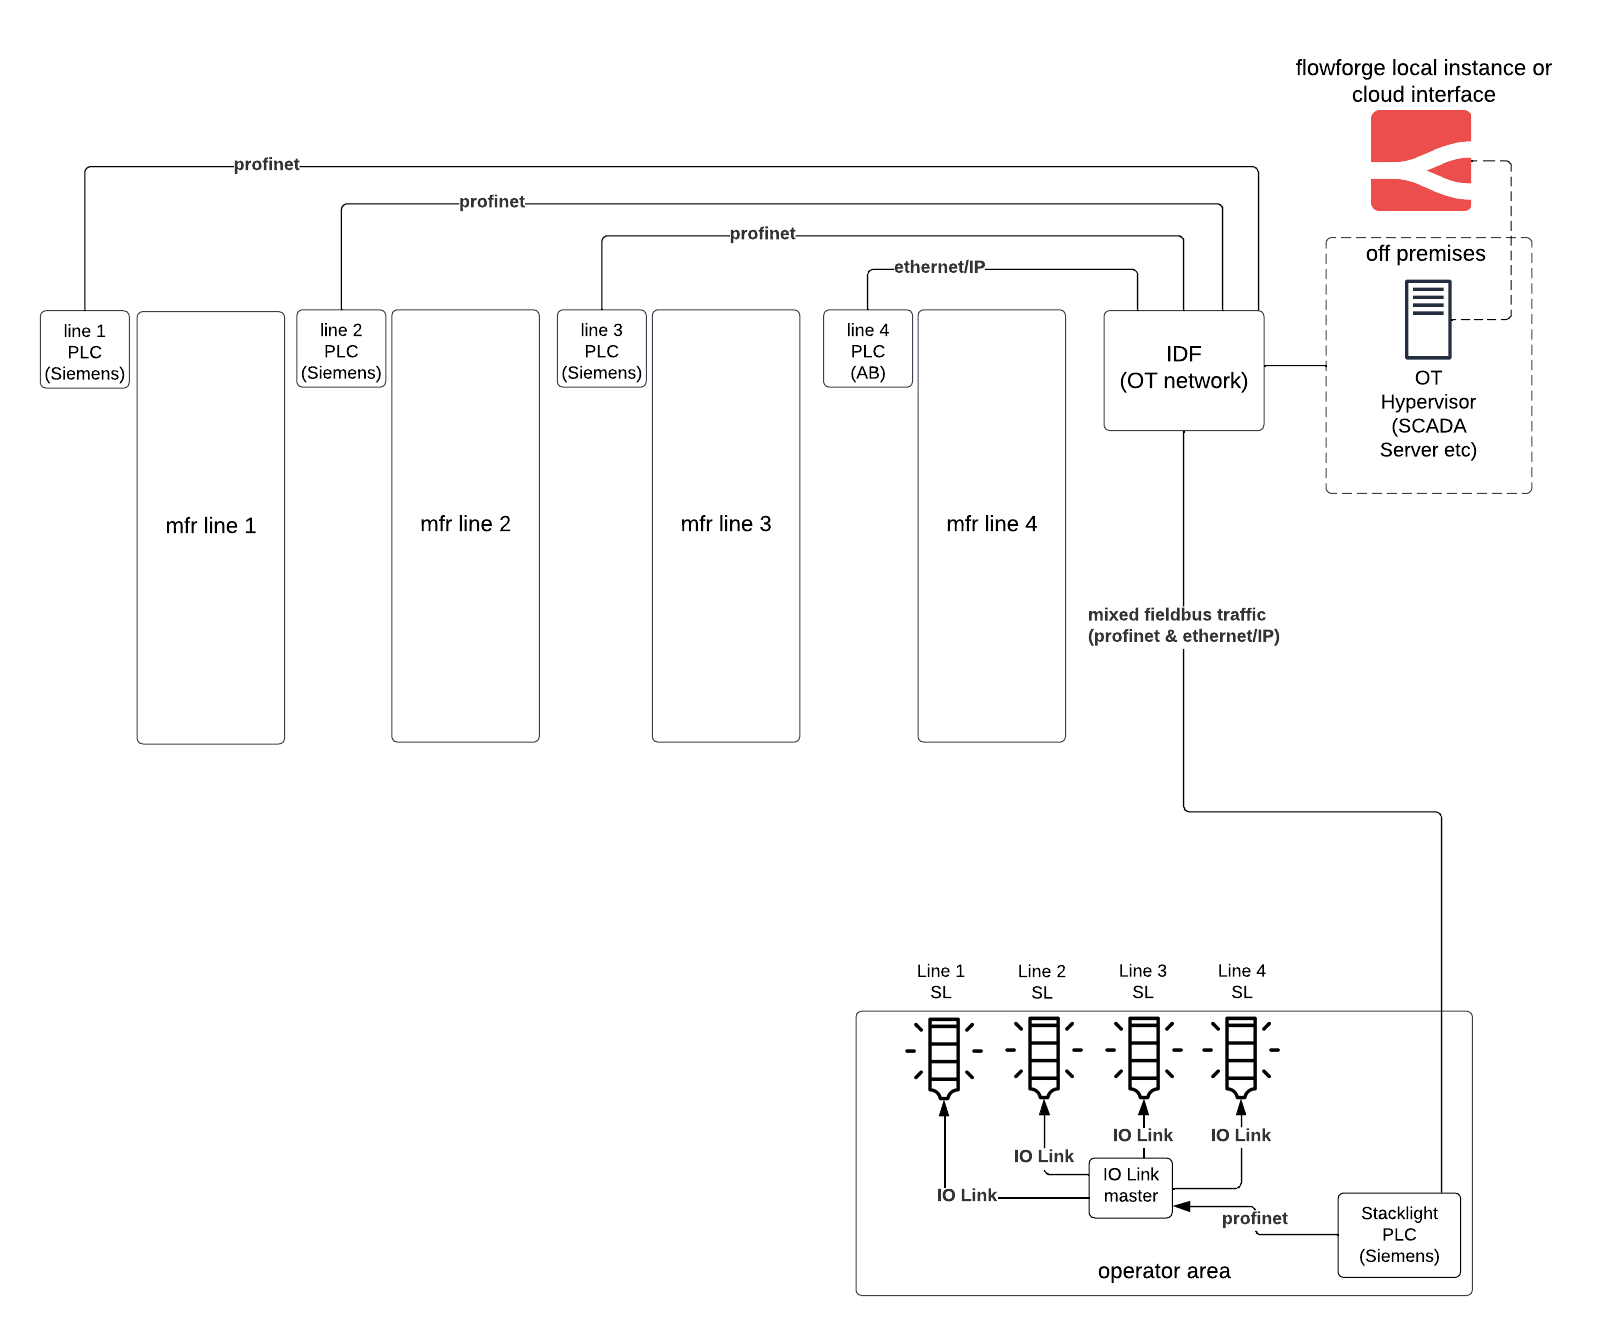 flowforge local instance or
cloud interface
profinet
profinet
profinet
ethernet/IP
off premises
line 1
PLC
(Siemens)
line 2
PLC
(Siemens)
line 3
PLC
(Siemens)
line 4
PLC
(AB)
IDF
(OT network)
OT
Hypervisor
(SCADA
Server etc)
mfr line 1
mfr line 2
mfr line 3
mfr line 4
mixed fieldbus traffic
(profinet & ethernet/IP)
Line 1
SL
Line 2
SL
Line 3
SL
Line 4
SL
IO Link
IO Link
IO Link
IO Link
IO Link
master
profinet
Stacklight
PLC
(Siemens)
operator area